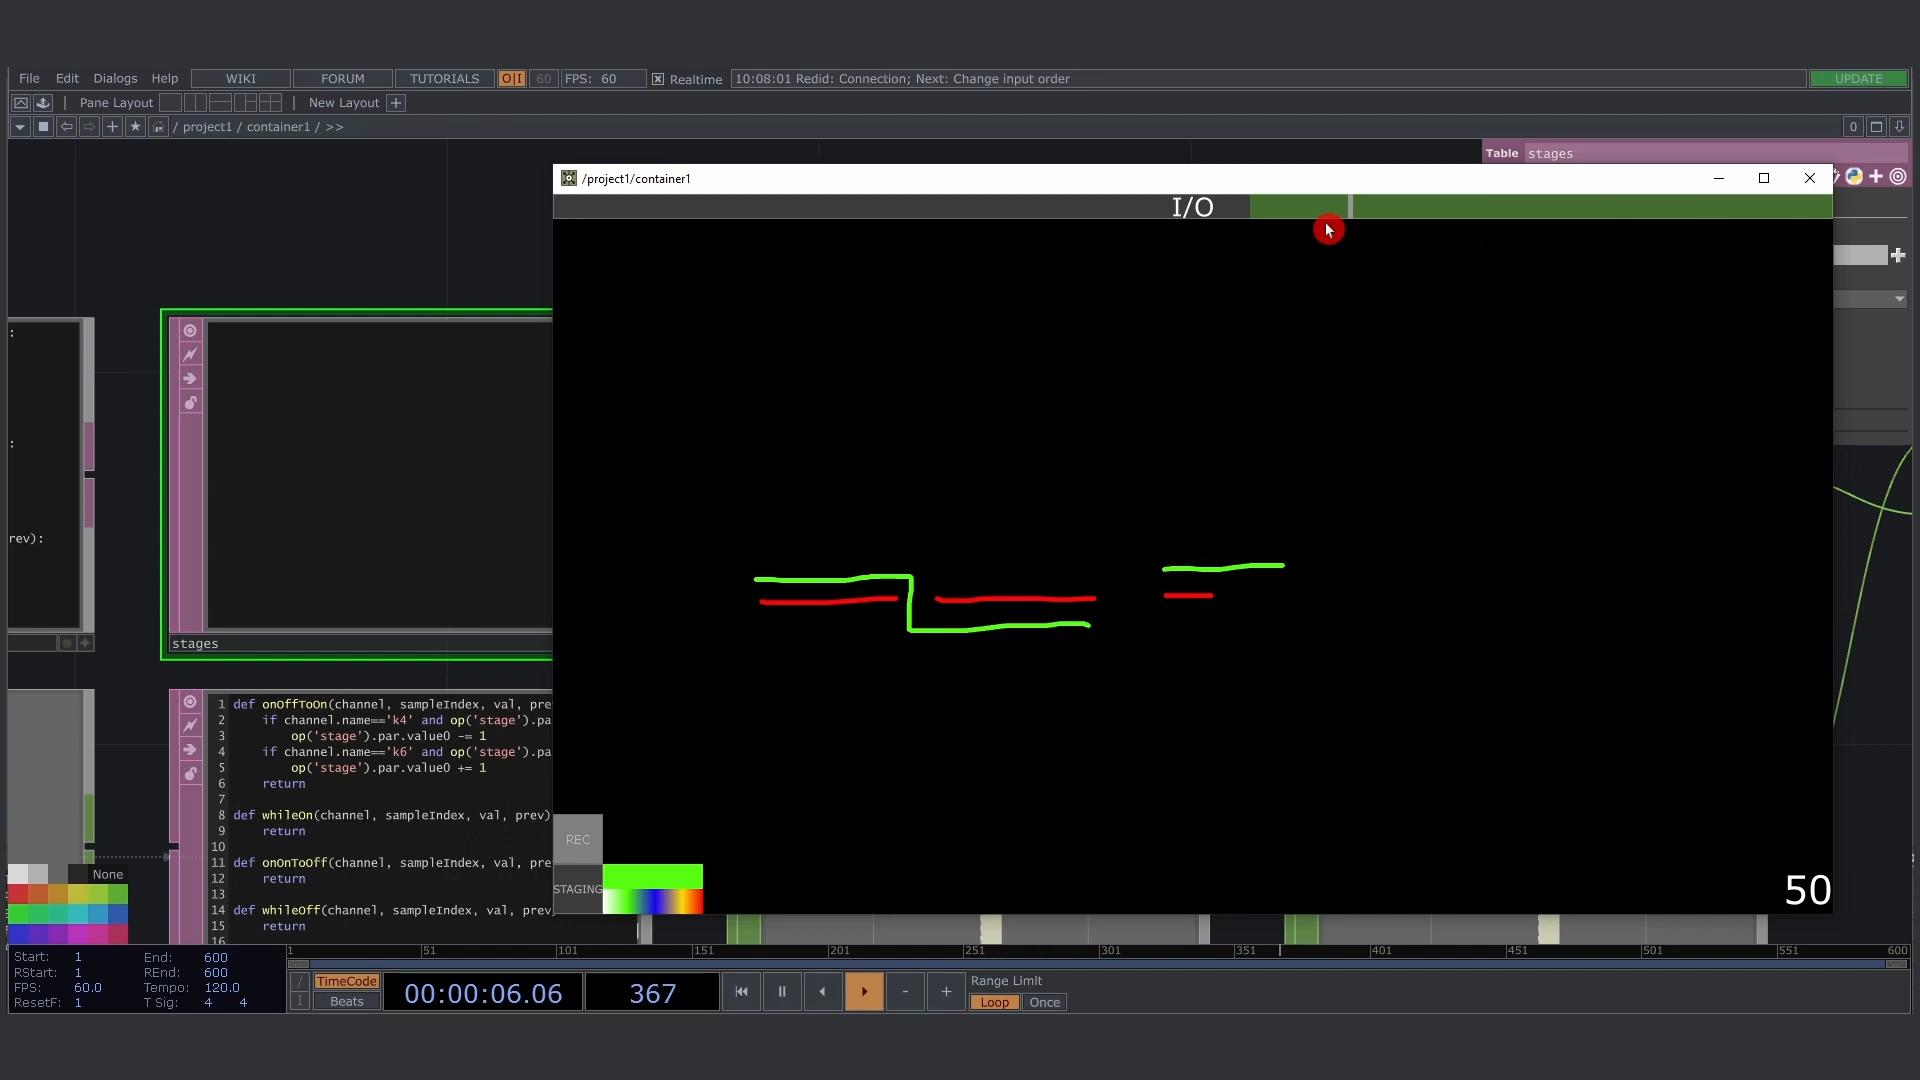 File Edit Dialogs Help WIKI FORUM TUTORIALS O|I 60 FPS: 60 Realtime 10:08:01 Redid: Connection; Next: Change input order UPDATE
Pane Layout New Layout +
/ project1 / container1 / >> 0
Table stages
/project1/container1
I/O
:
:
rev):
stages
1 def onOffToOn(channel, sampleIndex, val, pre
2 if channel.name=='k4' and op('stage').pa
3 op('stage').par.value0 -= 1
4 if channel.name=='k6' and op('stage').pa
5 op('stage').par.value0 += 1
6 return
7
8 def whileOn(channel, sampleIndex, val, prev)
9 return
10
11 def onOnToOff(channel, sampleIndex, val, pre
12 return
13
14 def whileOff(channel, sampleIndex, val, prev
15 return
16
REC
STAGING
50
None
1 51 101 151 201 251 301 351 401 451 501 551 600
Start: 1 End: 600
RStart: 1 REnd: 600
FPS: 60.0 Tempo: 120.0
ResetF: 1 T Sig: 4 4
TimeCode
Beats
00:00:06.06 367
- +
Range Limit
Loop Once